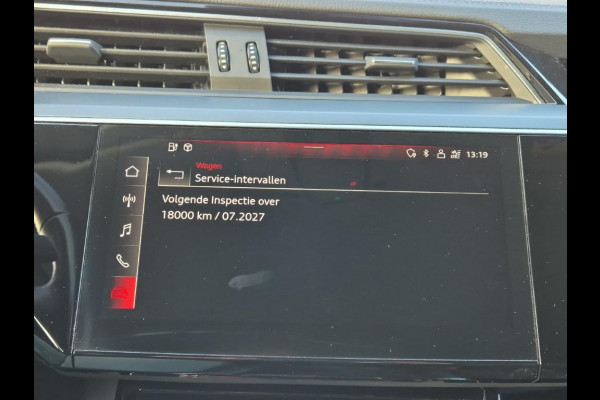 13:19
Wagen
Service-intervallen
Volgende Inspectie over
18000 km / 07.2027